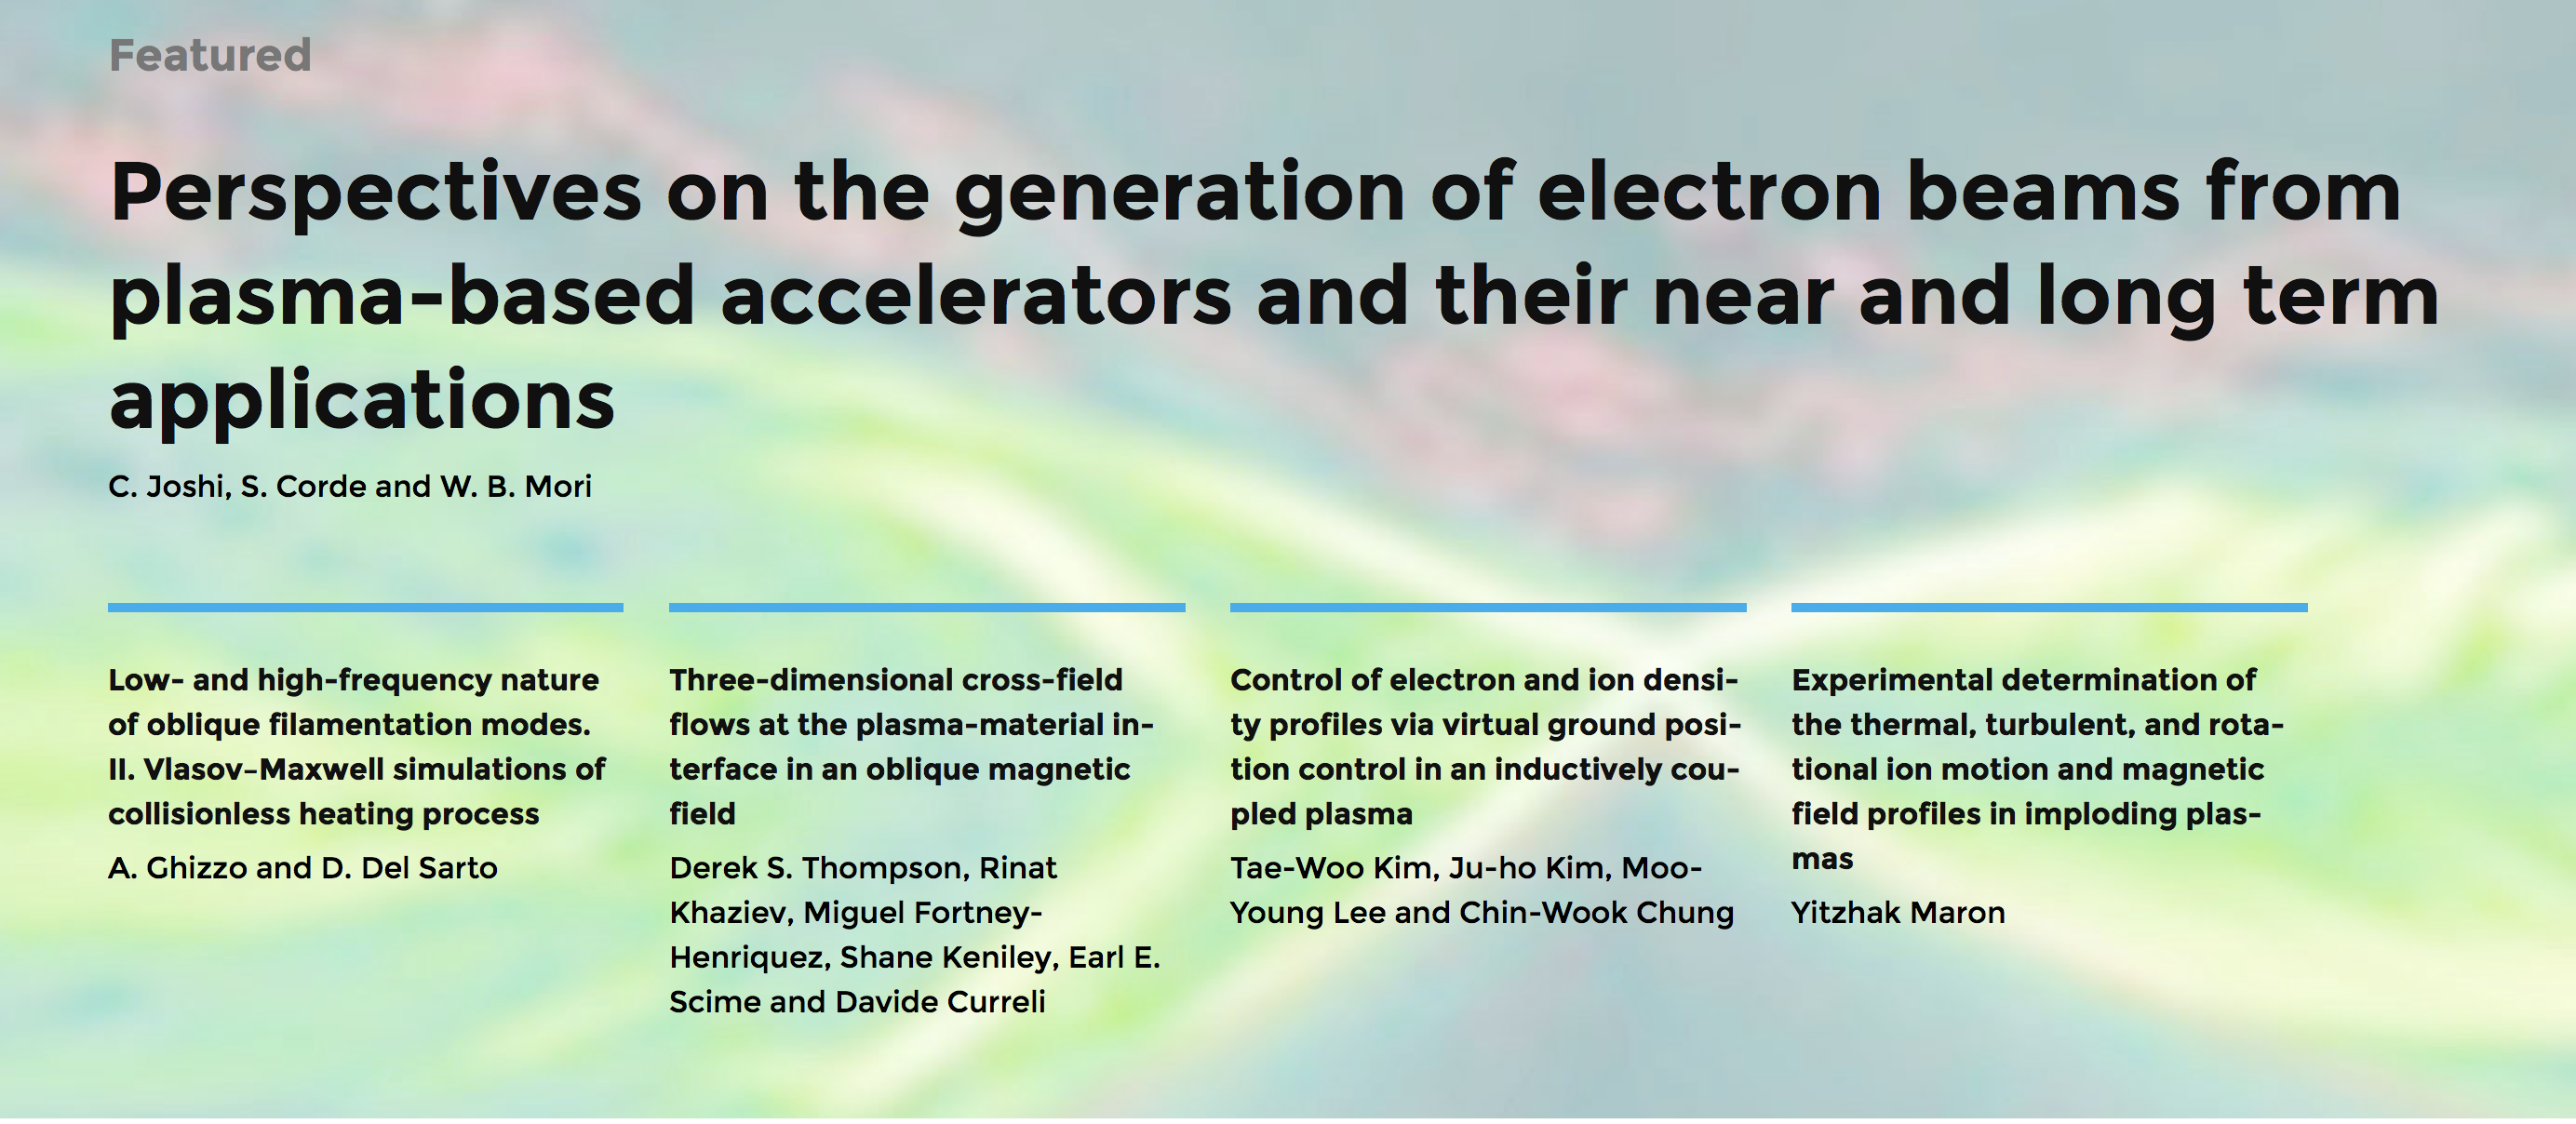 Featured
Perspectives on the generation of electron beams from
plasma-based accelerators and their near and long term
applications
C. Joshi, S. Corde and W. B. Mori
Low- and high-frequency nature
of oblique filamentation modes.
II. Vlasov–Maxwell simulations of
collisionless heating process
A. Ghizzo and D. Del Sarto
Three-dimensional cross-field
flows at the plasma-material in-
terface in an oblique magnetic
field
Derek S. Thompson, Rinat
Khaziev, Miguel Fortney-
Henriquez, Shane Keniley, Earl E.
Scime and Davide Curreli
Control of electron and ion densi-
ty profiles via virtual ground posi-
tion control in an inductively cou-
pled plasma
Tae-Woo Kim, Ju-ho Kim, Moo-
Young Lee and Chin-Wook Chung
Experimental determination of
the thermal, turbulent, and rota-
tional ion motion and magnetic
field profiles in imploding plas-
mas
Yitzhak Maron